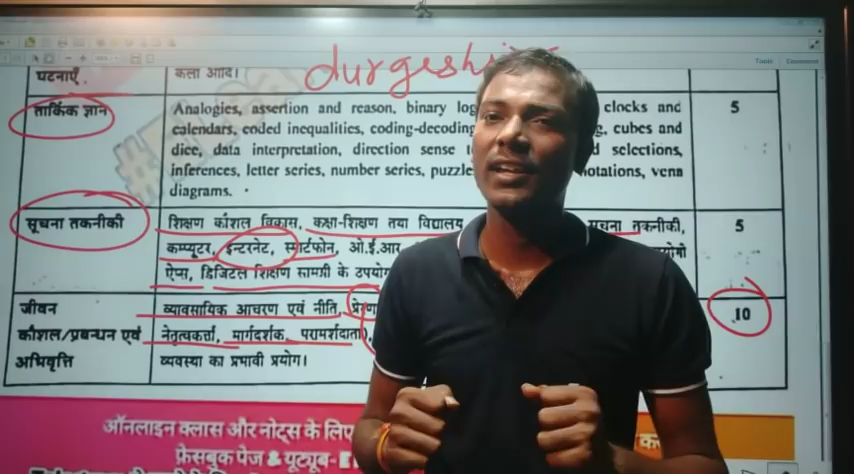 Tools Comment
durgesh
घटनाएँ कला आदि।
तार्किक ज्ञान
Analogies, assertion and reason, binary log clocks and
calendars, coded inequalities, coding-decoding cubes and
dice, data interpretation, direction sense selections,
inferences, letter series, number series, puzzle notations, venn
diagrams.
5
सूचना तकनीकी
शिक्षण कौशल विकास, कक्षा-शिक्षण तथा विद्यालय सूचना तकनीकी,
कम्प्यूटर, इन्टरनेट, स्मार्टफोन, ओ.ई.आर
ऐप्स, डिजिटल शिक्षण सामग्री के उपयोग
5
जीवन
कौशल/प्रबन्धन एवं
अभिवृत्ति
व्यावसायिक आचरण एवं नीति,
नेतृत्वकर्त्ता, मार्गदर्शक, परामर्शदाता),
व्यवस्था का प्रभावी प्रयोग।
10
ऑनलाइन क्लास और नोट्स के लिए
फ़ेसबुक पेज & यूट्यूब-